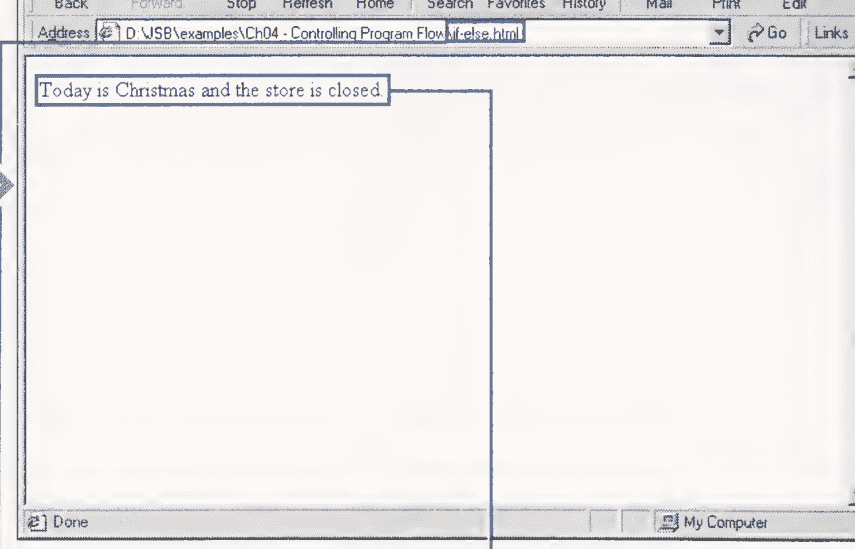 Back Forward Stop Refresh Home Search Favorites History Mail Print Edit
Address D:\JSB\examples\Ch04 - Controlling Program Flow\if-else.html Go Links
Today is Christmas and the store is closed.
Done My Computer